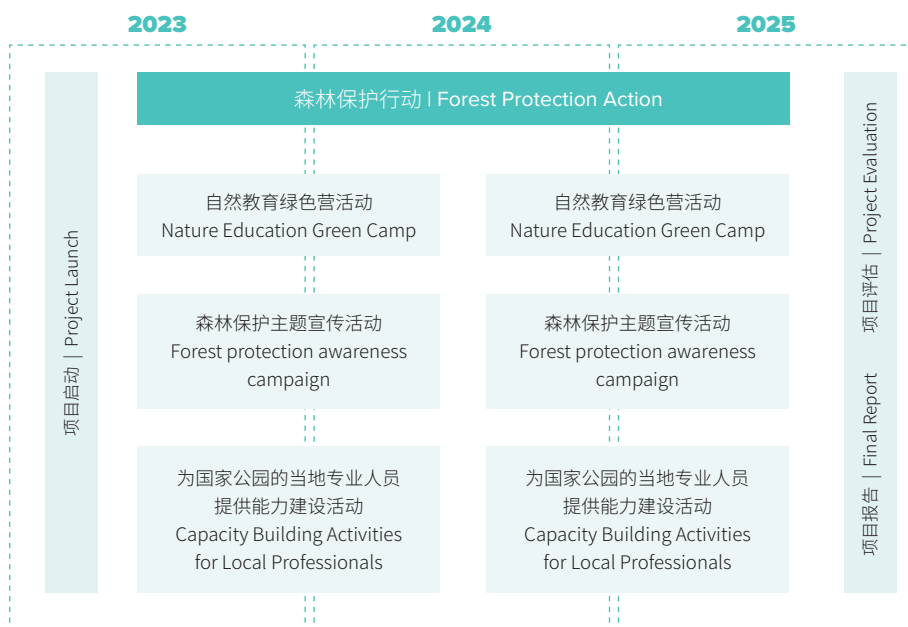 2023
2024
2025
项目启动 | Project Launch
森林保护行动 | Forest Protection Action
自然教育绿色营活动
Nature Education Green Camp
自然教育绿色营活动
Nature Education Green Camp
森林保护主题宣传活动
Forest protection awareness
campaign
森林保护主题宣传活动
Forest protection awareness
campaign
为国家公园的当地专业人员
提供能力建设活动
Capacity Building Activities
for Local Professionals
为国家公园的当地专业人员
提供能力建设活动
Capacity Building Activities
for Local Professionals
项目评估 | Project Evaluation
项目报告 | Final Report